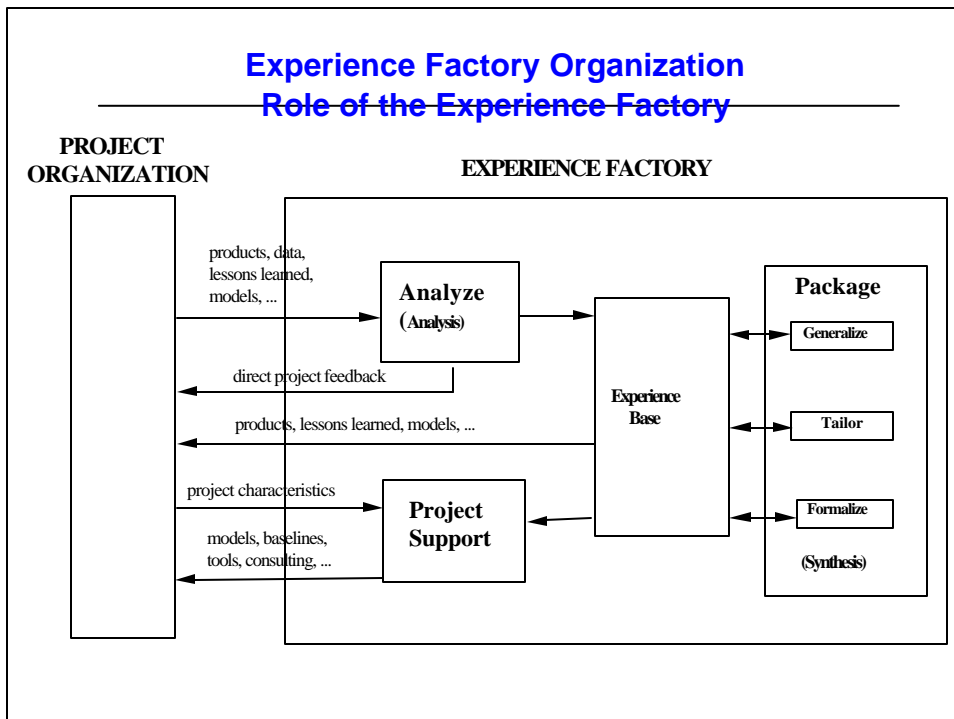 Experience Factory Organization
Role of the Experience Factory
PROJECT
ORGANIZATION
EXPERIENCE FACTORY
products, data,
lessons learned,
models, ...
Analyze
(Analysis)
direct project feedback
products, lessons learned, models, ...
project characteristics
models, baselines,
tools, consulting, ...
Project
Support
Experience
Base
Package
Generalize
Tailor
Formalize
(Synthesis)